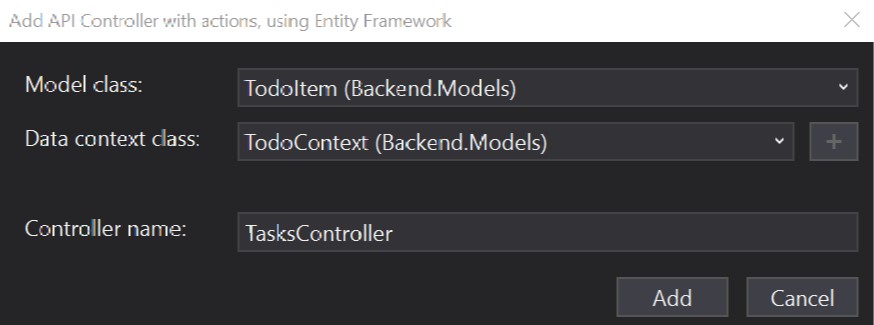 Add API Controller with actions, using Entity Framework
Model class: TodoItem (Backend.Models)
Data context class: TodoContext (Backend.Models) +
Controller name: TasksController
Add Cancel